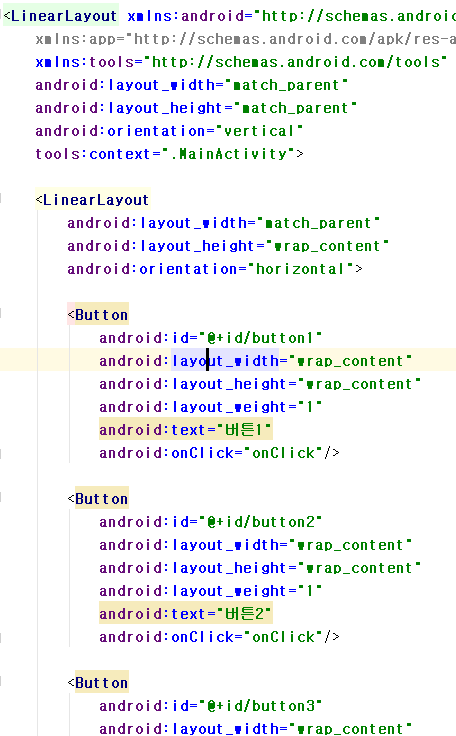 <LinearLayout xmlns:android="http://schemas.android.co
xmlns:app="http://schemas.android.com/apk/res-a
xmlns:tools="http://schemas.android.com/tools"
android:layout_width="match_parent"
android:layout_height="match_parent"
android:orientation="vertical"
tools:context=".MainActivity">
<LinearLayout
android:layout_width="match_parent"
android:layout_height="wrap_content"
android:orientation="horizontal">
<Button
android:id="@+id/button1"
android:layout_width="wrap_content"
android:layout_height="wrap_content"
android:layout_weight="1"
android:text="버튼1"
android:onClick="onClick"/>
<Button
android:id="@+id/button2"
android:layout_width="wrap_content"
android:layout_height="wrap_content"
android:layout_weight="1"
android:text="버튼2"
android:onClick="onClick"/>
<Button
android:id="@+id/button3"
android:layout_width="wrap_content"